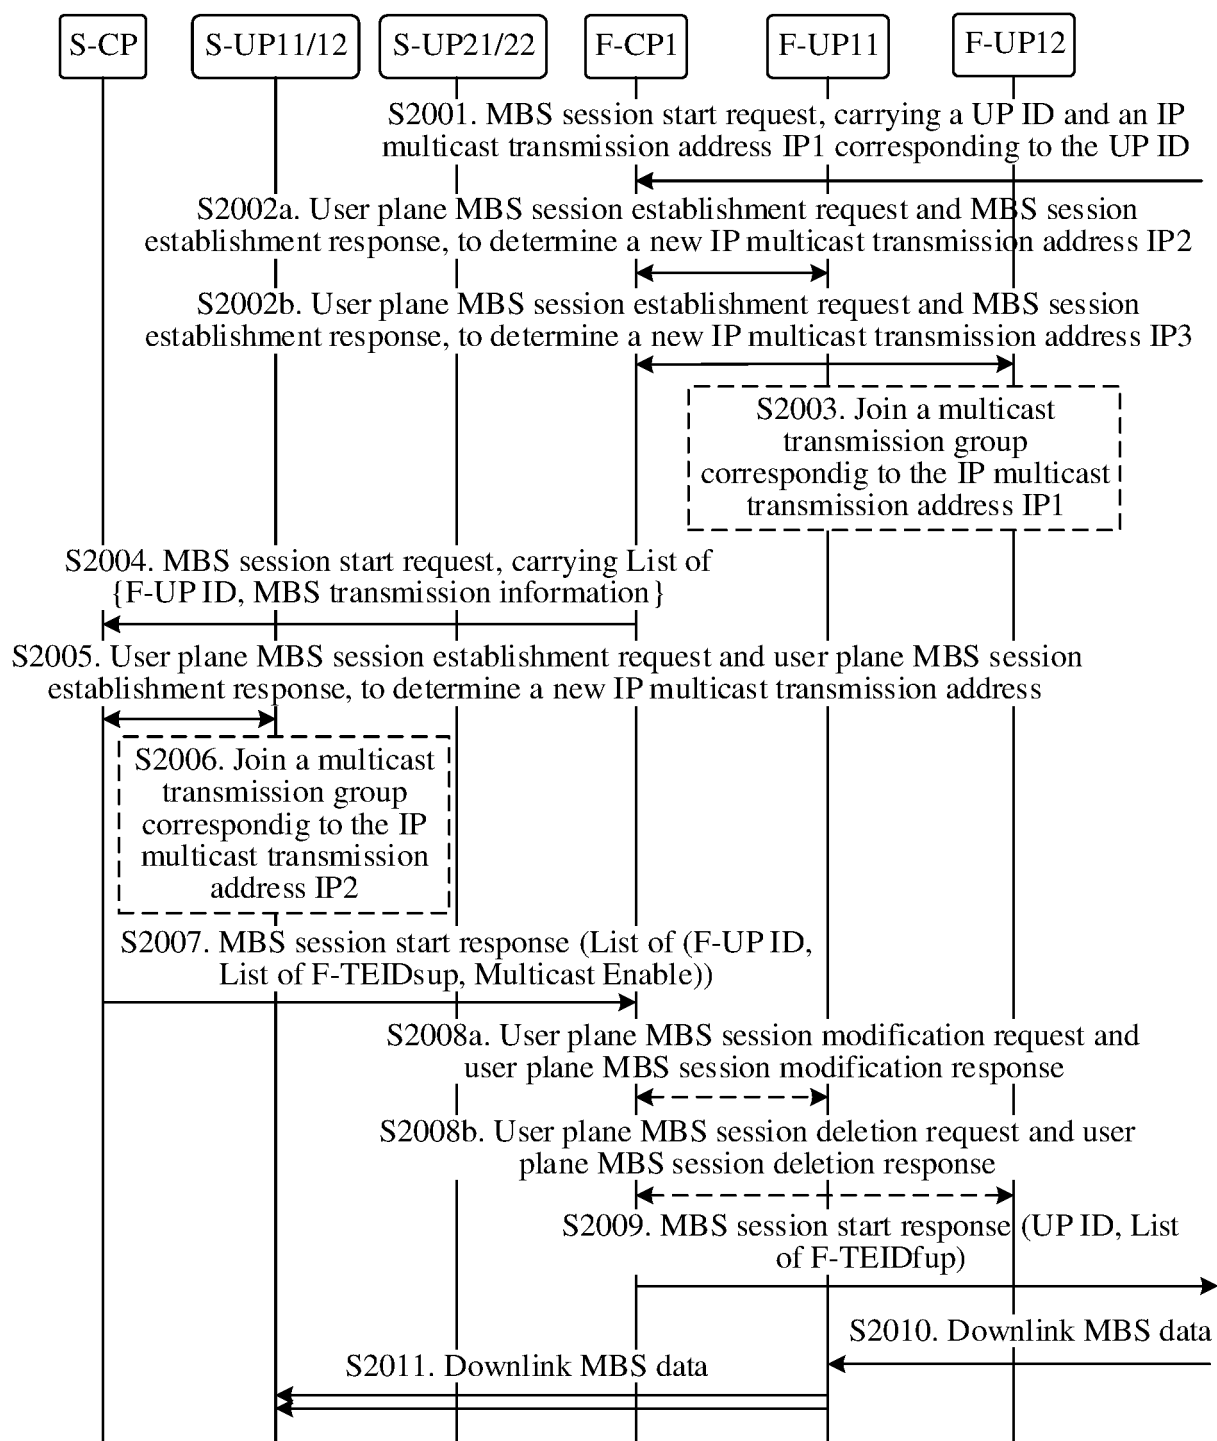 S-CP
S-UP11/12
S-UP21/22
F-CP1
F-UP11
F-UP12
S2001. MBS session start request, carrying a UP ID and an IP
multicast transmission address IP1 corresponding to the UP ID
S2002a. User plane MBS session establishment request and MBS session
establishment response, to determine a new IP multicast transmission address IP2
S2002b. User plane MBS session establishment request and MBS session
establishment response, to determine a new IP multicast transmission address IP3
S2003. Join a multicast
transmission group
correspondig to the IP multicast
transmission address IP1
S2004. MBS session start request, carrying List of
{F-UP ID, MBS transmission information}
S2005. User plane MBS session establishment request and user plane MBS session
establishment response, to determine a new IP multicast transmission address
S2006. Join a multicast
transmission group
correspondig to the IP
multicast transmission
address IP2
S2007. MBS session start response (List of (F-UP ID,
List of F-TEIDsup, Multicast Enable))
S2008a. User plane MBS session modification request and
user plane MBS session modification response
S2008b. User plane MBS session deletion request and user
plane MBS session deletion response
S2009. MBS session start response (UP ID, List
of F-TEIDfup)
S2010. Downlink MBS data
S2011. Downlink MBS data